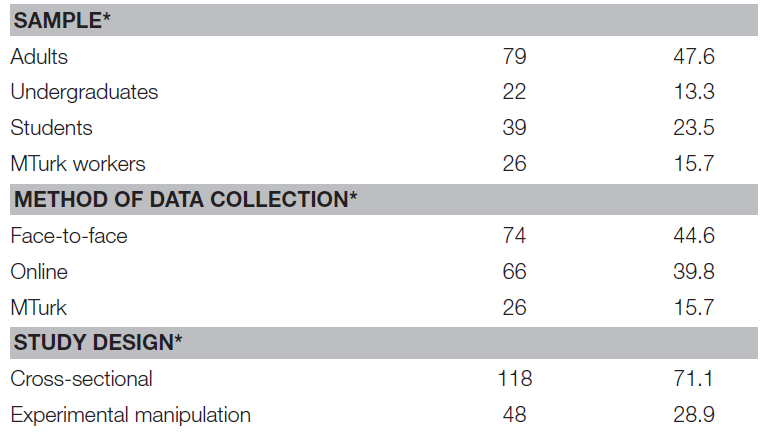 SAMPLE*
Adults 79 47.6
Undergraduates 22 13.3
Students 39 23.5
MTurk workers 26 15.7
METHOD OF DATA COLLECTION*
Face-to-face 74 44.6
Online 66 39.8
MTurk 26 15.7
STUDY DESIGN*
Cross-sectional 118 71.1
Experimental manipulation 48 28.9